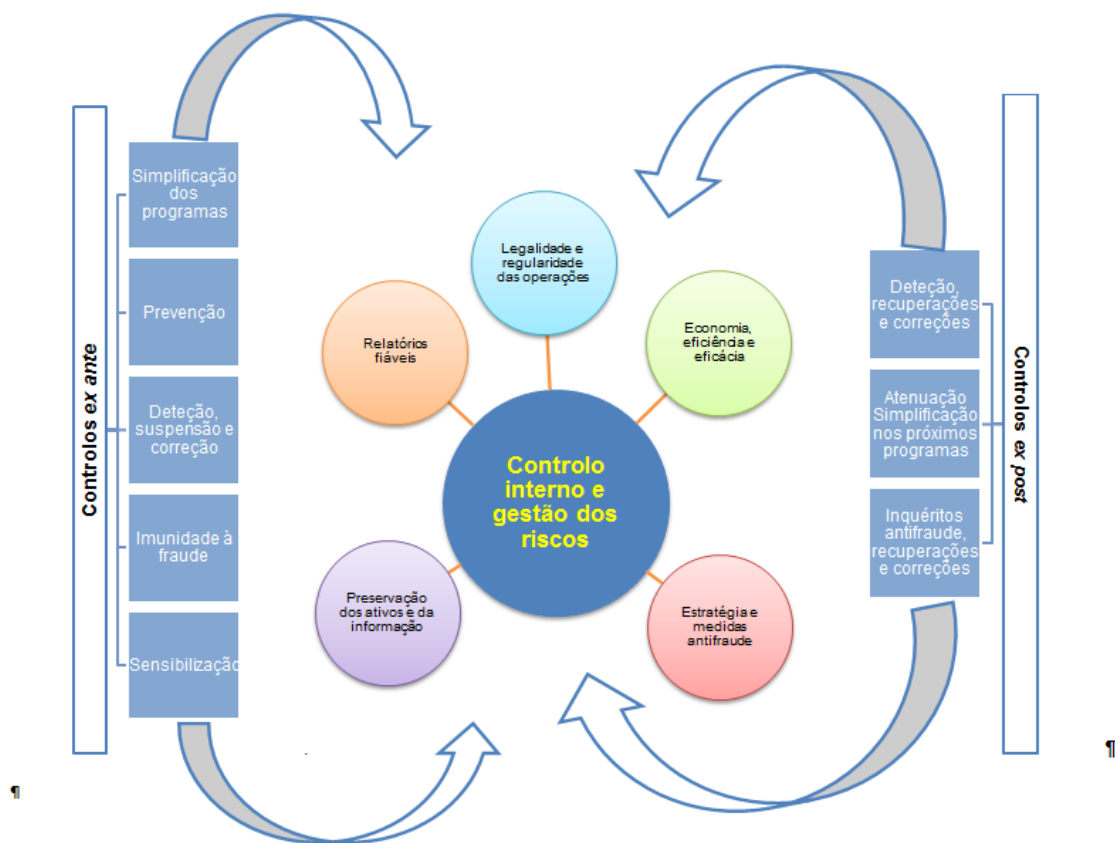 Controlos ex ante
Simplificação
dos
programas
Prevenção
Deteção,
suspensão e
correção
Imunidade à
fraude
Sensibilização
Legalidade e
regularidade
das operações
Relatórios
fiáveis
Economia,
eficiência e
eficácia
Controlo
interno e
gestão dos
riscos
Preservação
dos ativos e da
informação
Estratégia e
medidas
antifraude
Deteção,
recuperações
e correções
Atenuação
Simplificação
nos próximos
programas
Inquéritos
antifraude,
recuperações
e correções
Controlos ex post
¶
¶